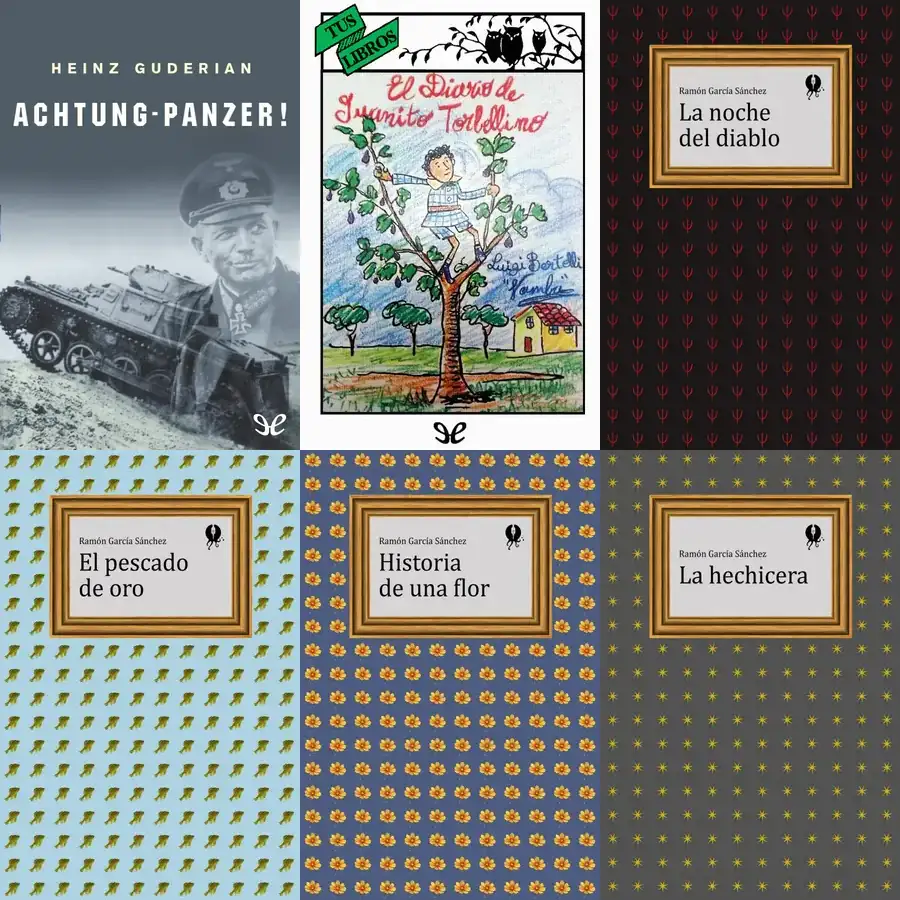 HEINZ GUDERIAN
ACHTUNG-PANZER!
TUS
LIBROS
El Diario de
Juanito Torbellino
Luigi Bertelli
"Vamba"
Ramón García Sánchez
La noche
del diablo
Ramón García Sánchez
El pescado
de oro
Ramón García Sánchez
Historia
de una flor
Ramón García Sánchez
La hechicera